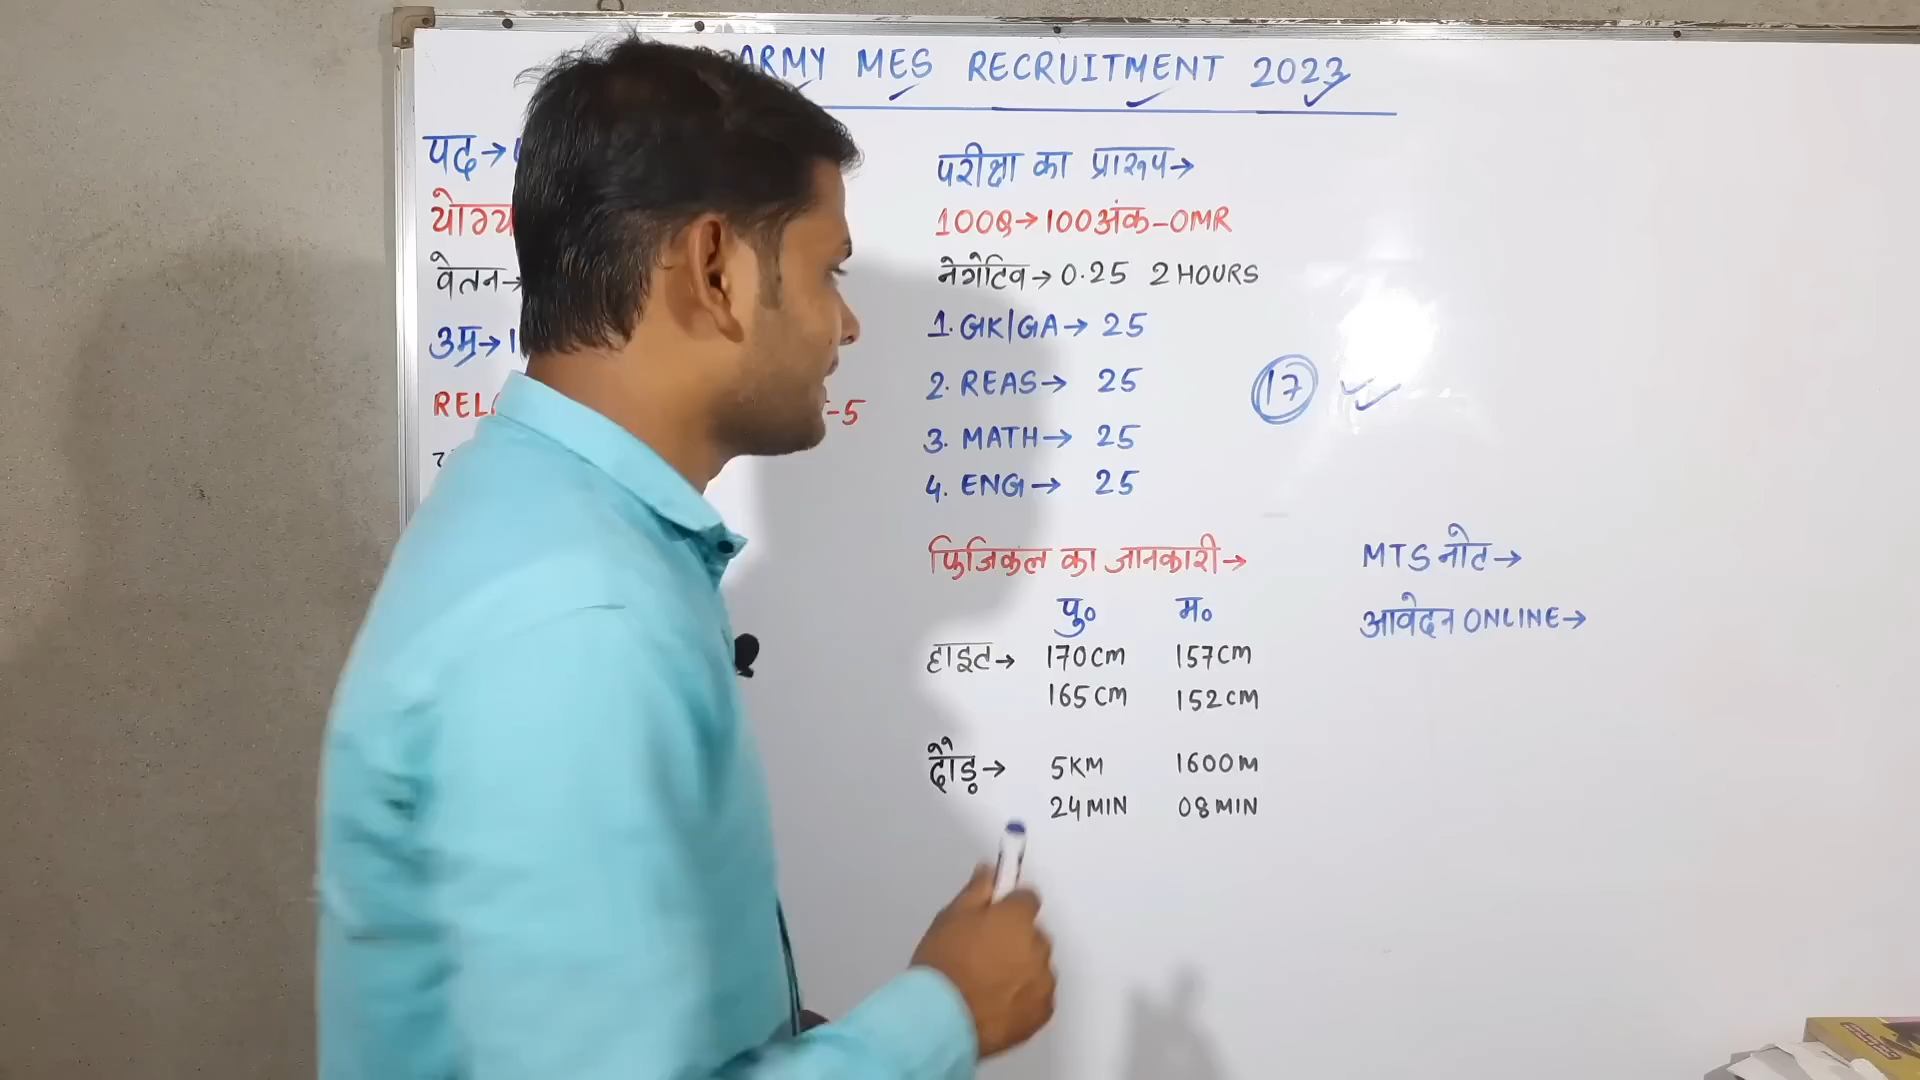 ARMY MES RECRUITMENT 2023
पद→
वेतन→
उम्र→
-5
परीक्षा का प्रारूप→
100Q→100अंक-OMR
नेगेटिव→0.25 2 HOURS
1. GK/GA→ 25
2. REAS→ 25
3. MATH→ 25
4. ENG→ 25
17
फिजिकल का जानकारी→
पु० म०
हाइट→ 170CM 157CM
165CM 152CM
दौड़→ 5KM 1600M
24MIN 08MIN
MTS नोट→
आवेदन ONLINE→